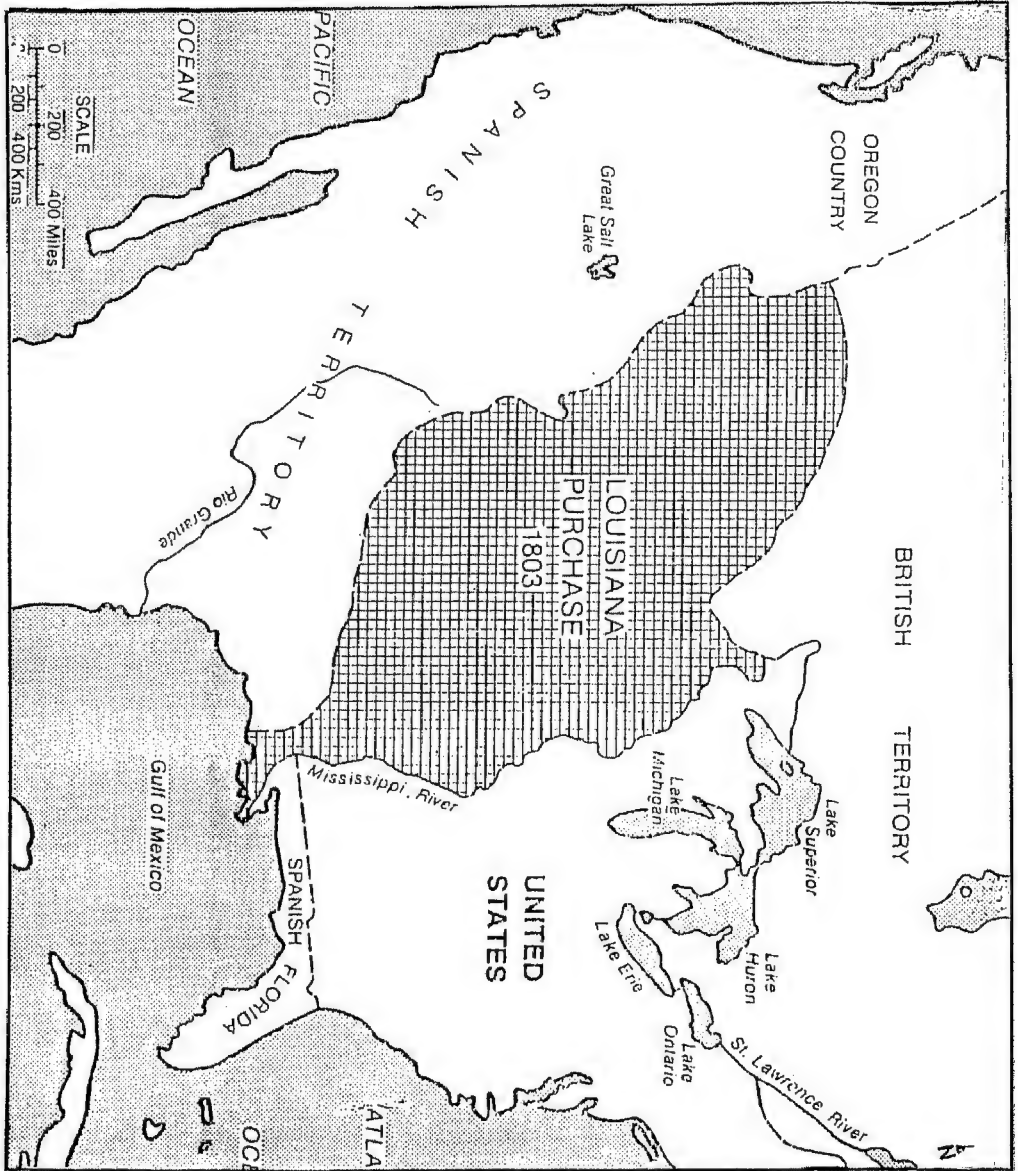 OREGON
COUNTRY
BRITISH TERRITORY
PACIFIC
OCEAN
SPANISH
TERRITORY
Great Salt
Lake
LOUISIANA
PURCHASE
1803
Lake
Superior
Lake
Michigan
Lake
Huron
Lake Erie
Lake
Ontario
St. Lawrence River
UNITED
STATES
Mississippi River
Rio Grande
SPANISH FLORIDA
Gulf of Mexico
ATLA
OCE
N
SCALE
0 200 400 Miles
200 400 Kms